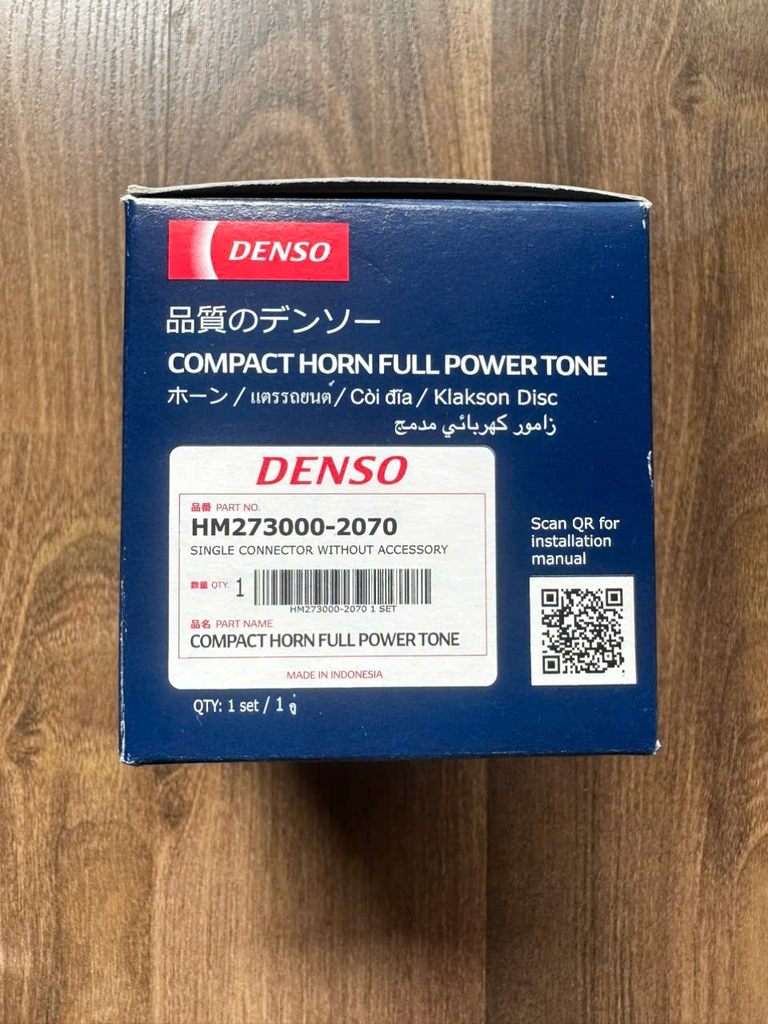 DENSO
品質のデンソー
COMPACT HORN FULL POWER TONE
ホーン / แตรรถยนต์ / Còi đĩa / Klakson Disc
زامور كهربائي مدمج
DENSO
品番 PART NO.
HM273000-2070
SINGLE CONNECTOR WITHOUT ACCESSORY
数量 QTY. 1
HM273000-2070 1 SET
品名 PART NAME
COMPACT HORN FULL POWER TONE
MADE IN INDONESIA
QTY: 1 set / 1 คู่
Scan QR for
installation
manual